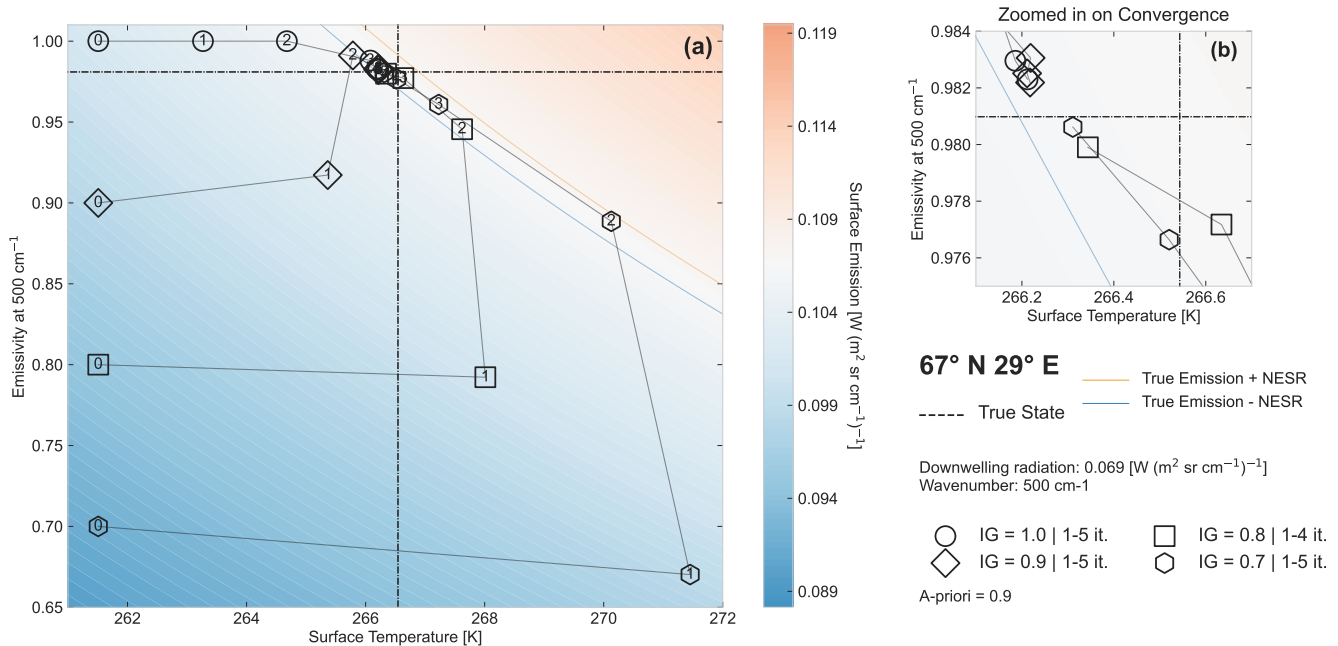 (a)
0
1
2
2
2
3
3
2
0
1
2
0
1
0
1
1.00
0.95
0.90
0.85
0.80
0.75
0.70
0.65
Emissivity at 500 cm⁻¹
262
264
266
268
270
272
Surface Temperature [K]
0.119
0.114
0.109
0.104
0.099
0.094
0.089
Surface Emission [W (m² sr cm⁻¹)⁻¹]
Zoomed in on Convergence
(b)
0.984
0.982
0.980
0.978
0.976
Emissivity at 500 cm⁻¹
266.2
266.4
266.6
Surface Temperature [K]
67° N 29° E
True State
True Emission + NESR
True Emission - NESR
Downwelling radiation: 0.069 [W (m² sr cm⁻¹)⁻¹]
Wavenumber: 500 cm-1
IG = 1.0 | 1-5 it.
IG = 0.8 | 1-4 it.
IG = 0.9 | 1-5 it.
IG = 0.7 | 1-5 it.
A-priori = 0.9